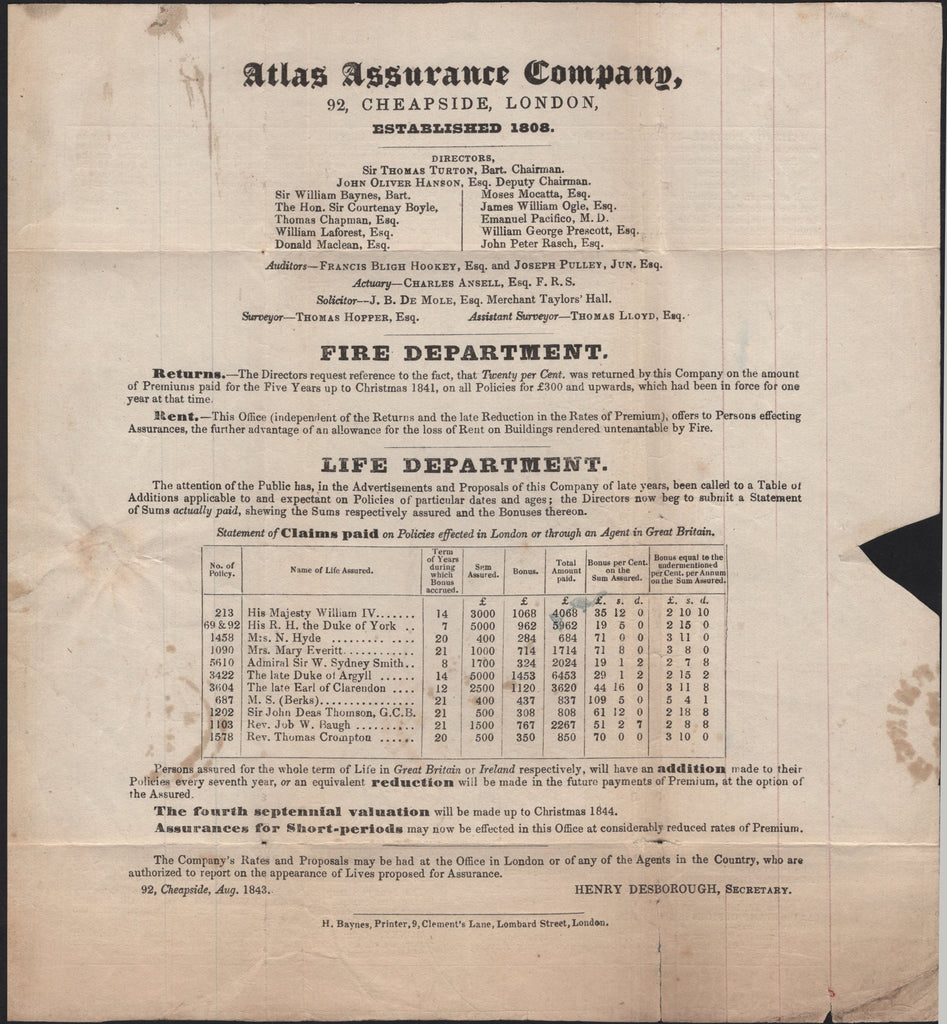 Atlas Assurance Company,
92, CHEAPSIDE, LONDON,
ESTABLISHED 1808.
DIRECTORS,
Sir THOMAS TURTON, Bart. Chairman.
JOHN OLIVER HANSON, Esq. Deputy Chairman.
Sir William Baynes, Bart.
The Hon. Sir Courtenay Boyle,
Thomas Chapman, Esq.
William Laforest, Esq.
Donald Maclean, Esq.
Moses Mocatta, Esq.
James William Ogle, Esq.
Emanuel Pacifico, M. D.
William George Prescott, Esq.
John Peter Rasch, Esq.
Auditors—FRANCIS BLIGH HOOKEY, Esq. and JOSEPH PULLEY, JUN. Esq.
Actuary—CHARLES ANSELL, Esq. F. R. S.
Solicitor—J. B. DE MOLE, Esq. Merchant Taylors' Hall.
Surveyor—THOMAS HOPPER, Esq. Assistant Surveyor—THOMAS LLOYD, Esq.
FIRE DEPARTMENT.
Returns.—The Directors request reference to the fact, that Twenty per Cent. was returned by this Company on the amount
of Premiums paid for the Five Years up to Christmas 1841, on all Policies for £300 and upwards, which had been in force for one
year at that time.
Rent.—This Office (independent of the Returns and the late Reduction in the Rates of Premium), offers to Persons effecting
Assurances, the further advantage of an allowance for the loss of Rent on Buildings rendered untenantable by Fire.
LIFE DEPARTMENT.
The attention of the Public has, in the Advertisements and Proposals of this Company of late years, been called to a Table of
Additions applicable to and expectant on Policies of particular dates and ages; the Directors now beg to submit a Statement
of Sums actually paid, shewing the Sums respectively assured and the Bonuses thereon.
Statement of Claims paid on Policies effected in London or through an Agent in Great Britain.
No. of Policy. Name of Life Assured. Term of Years during which Bonus accrued. Sum Assured. Bonus. Total Amount paid. Bonus per Cent. on the Sum Assured. Bonus equal to the undermentioned per Cent. per Annum on the Sum Assured.
£ £ £ £. s. d. £. s. d.
213 His Majesty William IV...... 14 3000 1068 4068 35 12 0 2 10 10
69 & 92 His R. H. the Duke of York .. 7 5000 962 5962 19 5 0 2 15 0
1458 Mrs. N. Hyde ............ 20 400 284 684 71 0 0 3 11 0
1090 Mrs. Mary Everitt............ 21 1000 714 1714 71 8 0 3 8 0
5610 Admiral Sir W. Sydney Smith.. 8 1700 324 2024 19 1 2 2 7 8
3422 The late Duke of Argyll ...... 14 5000 1453 6453 29 1 2 2 15 2
3604 The late Earl of Clarendon .... 12 2500 1120 3620 44 16 0 3 11 8
687 M. S. (Berks)................ 21 400 437 837 109 5 0 5 4 1
1202 Sir John Deas Thomson, G.C.B. 21 500 308 808 61 12 0 2 18 8
1103 Rev. Job W. Baugh .......... 21 1500 767 2267 51 2 7 2 8 8
1578 Rev. Thomas Crompton ...... 20 500 350 850 70 0 0 3 10 0
Persons assured for the whole term of Life in Great Britain or Ireland respectively, will have an addition made to their
Policies every seventh year, or an equivalent reduction will be made in the future payments of Premium, at the option of
the Assured.
The fourth septennial valuation will be made up to Christmas 1844.
Assurances for Short-periods may now be effected in this Office at considerably reduced rates of Premium.
The Company's Rates and Proposals may be had at the Office in London or of any of the Agents in the Country, who are
authorized to report on the appearance of Lives proposed for Assurance.
92, Cheapside, Aug. 1843. HENRY DESBOROUGH, SECRETARY.
H. Baynes, Printer, 9, Clement's Lane, Lombard Street, London.